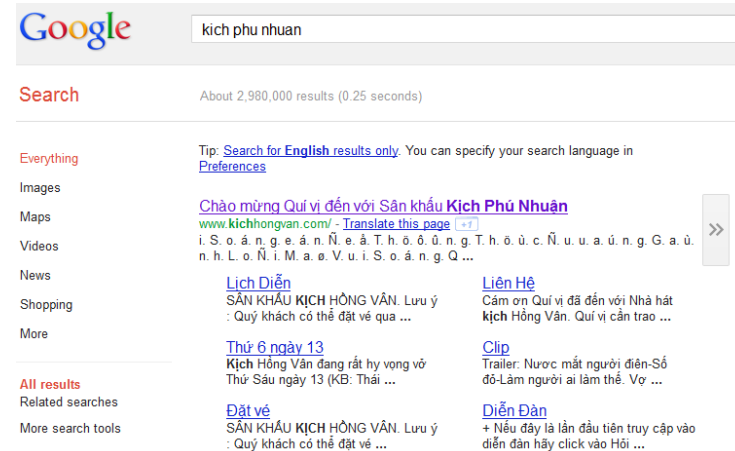 Google
kich phu nhuan
Search
About 2,980,000 results (0.25 seconds)
Everything
Images
Maps
Videos
News
Shopping
More
All results
Related searches
More search tools
Tip: Search for English results only. You can specify your search language in
Preferences
Chào mừng Quí vị đến với Sân khấu Kịch Phú Nhuận
www.kichhongvan.com/ - Translate this page +1
i. S. o. á. n. g. e. á. n. Ñ. e. å. T. h. ö. ô. û. n. g. T. h. ö. ù. c. Ñ. u. u. a. ú. n. g. G. a. ù.
n. h. L. o. Ñ. i. M. a. ø. V. u. i. S. o. á. n. g. Q ...
Lịch Diễn
SÂN KHẤU KỊCH HỒNG VÂN. Lưu ý
: Quý khách có thể đặt vé qua ...
Liên Hệ
Cám ơn Quí vị đã đến với Nhà hát
kịch Hồng Vân. Quí vị cần trao ...
Thứ 6 ngày 13
Kịch Hồng Vân đang rất hy vọng vở
Thứ Sáu ngày 13 (KB: Thái ...
Clip
Trailer: Nươc mắt người điên-Số
đỏ-Làm người ai làm thế. Vợ ...
Đặt vé
SÂN KHẤU KỊCH HỒNG VÂN. Lưu ý
: Quý khách có thể đặt vé ...
Diễn Đàn
+ Nếu đây là lần đầu tiên truy cập vào
diễn đàn hãy click vào Hỏi ...